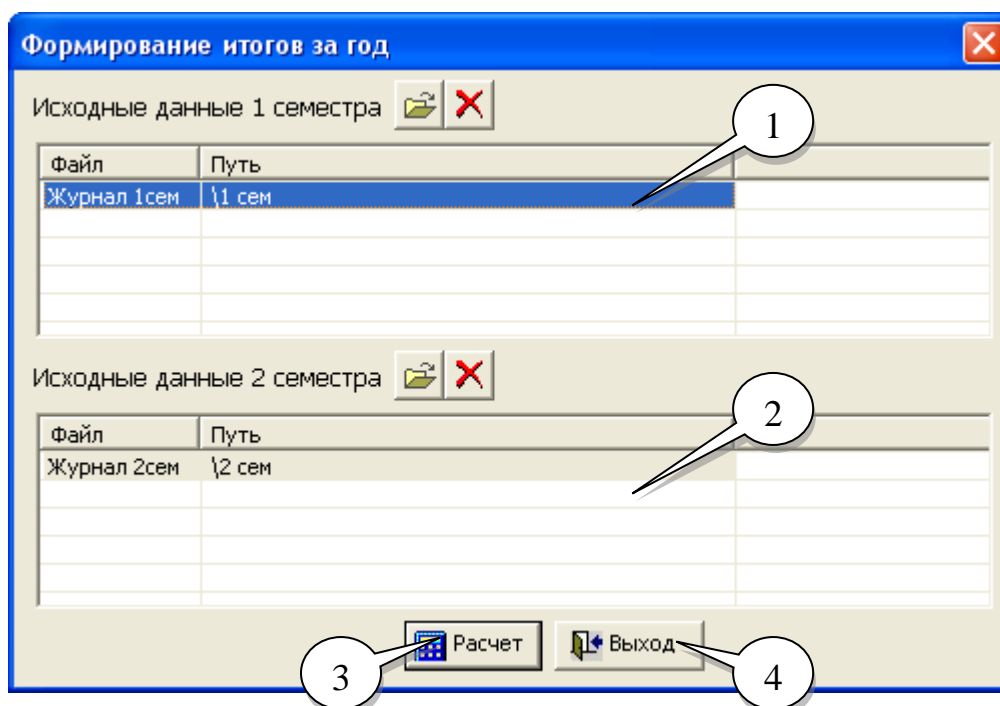 Формирование итогов за год
Исходные данные 1 семестра
1
Файл Путь
Журнал 1сем \1 сем
Исходные данные 2 семестра
2
Файл Путь
Журнал 2сем \2 сем
Расчет Выход
3 4